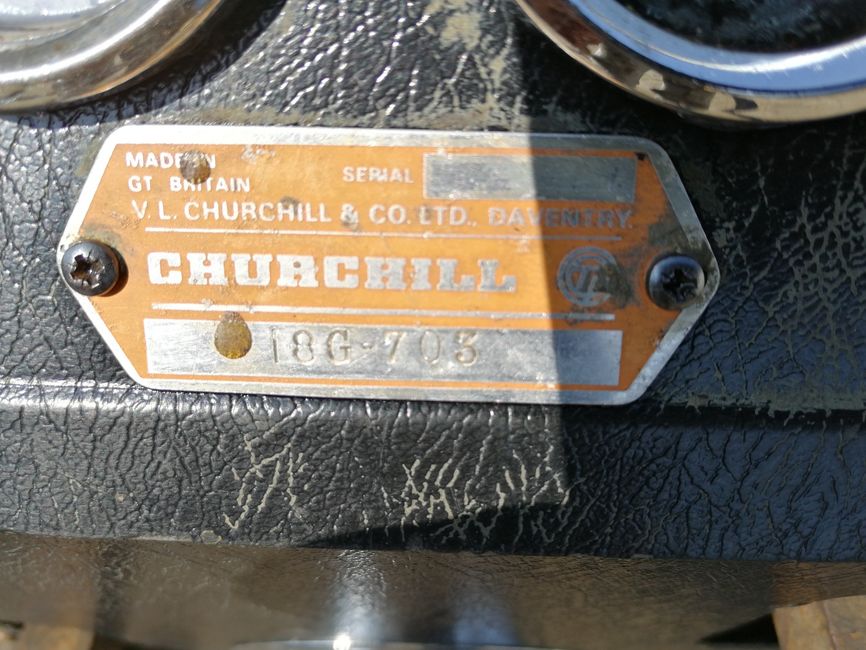 MADE IN
GT BRITAIN
SERIAL
V. L. CHURCHILL & CO. LTD., DAVENTRY.
CHURCHILL
18G-703